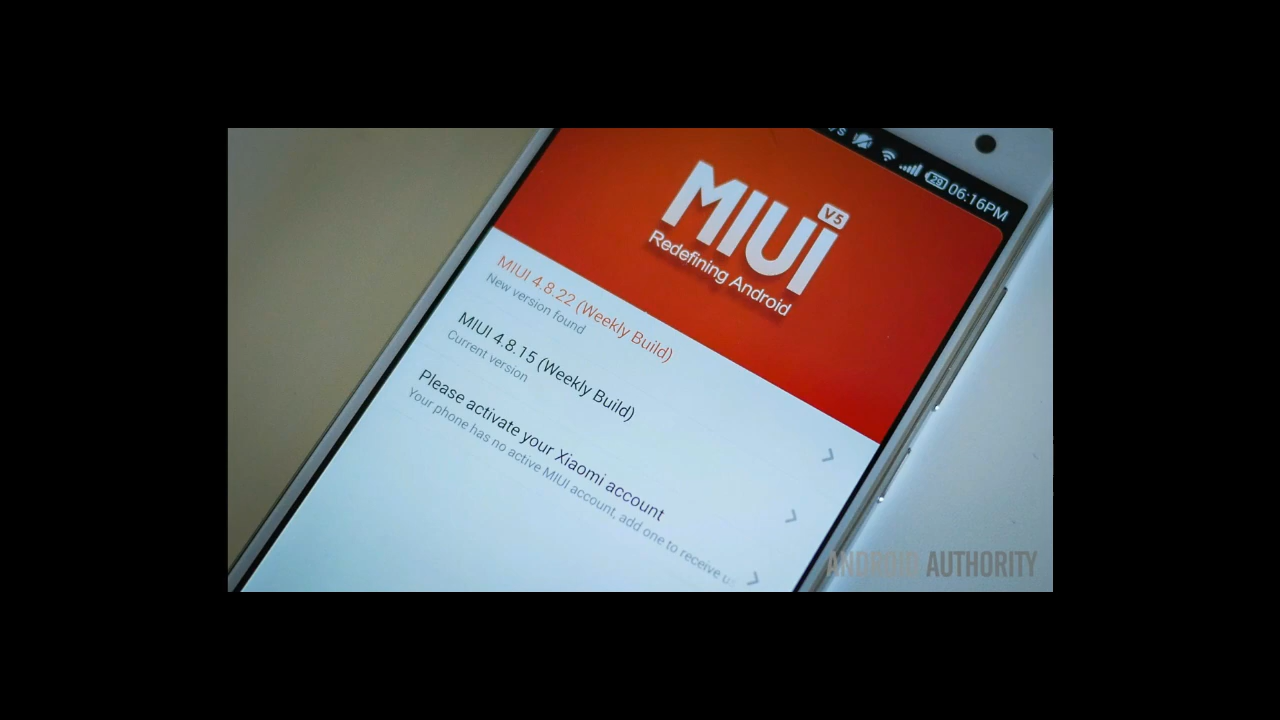 06:16PM
29
MIUI
V5
Redefining Android
MIUI 4.8.22 (Weekly Build)
New version found
MIUI 4.8.15 (Weekly Build)
Current version
Please activate your Xiaomi account
Your phone has no active MIUI account, add one to receive
ANDROID AUTHORITY